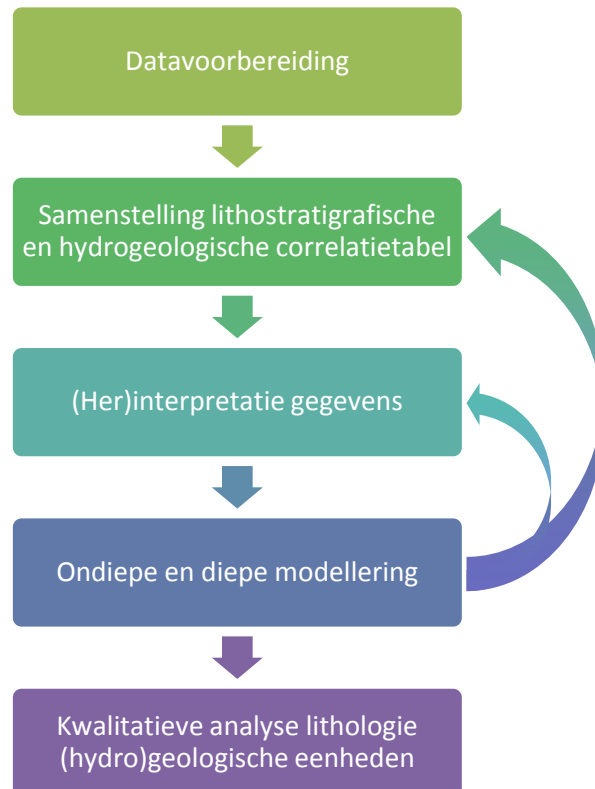 Datavoorbereiding
Samenstelling lithostratigrafische
en hydrogeologische correlatietabel
(Her)interpretatie gegevens
Ondiepe en diepe modellering
Kwalitatieve analyse lithologie
(hydro)geologische eenheden